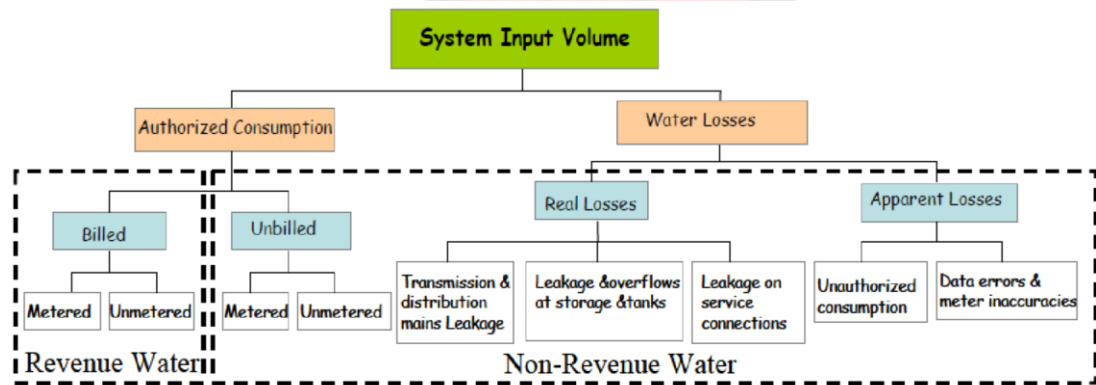 System Input Volume
Authorized Consumption
Water Losses
Billed
Unbilled
Real Losses
Apparent Losses
Metered
Unmetered
Metered
Unmetered
Transmission &
distribution
mains Leakage
Leakage &overflows
at storage &tanks
Leakage on
service
connections
Unauthorized
consumption
Data errors &
meter inaccuracies
Revenue Water
Non-Revenue Water